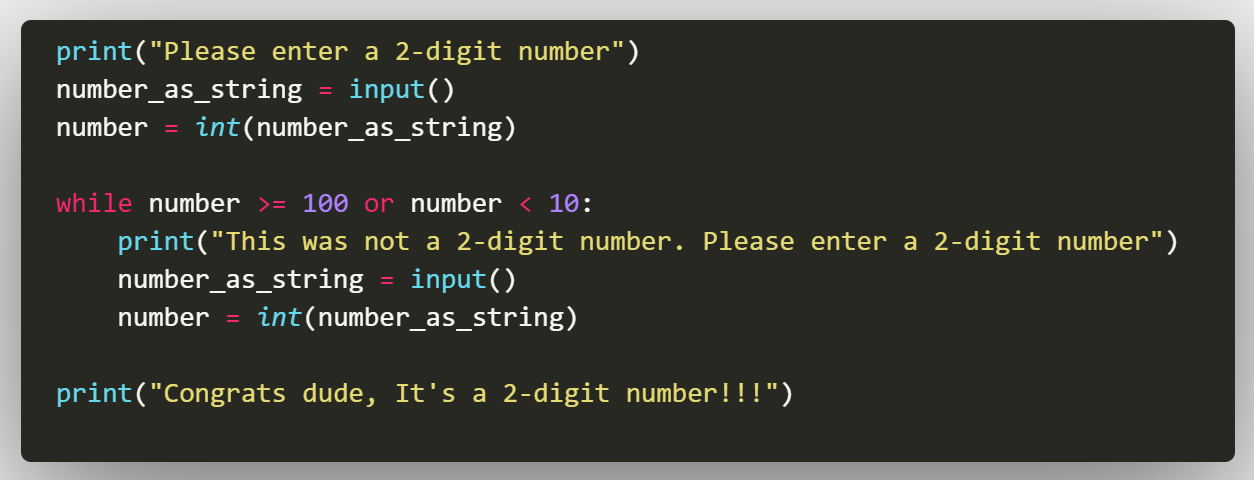 print("Please enter a 2-digit number")
number_as_string = input()
number = int(number_as_string)

while number >= 100 or number < 10:
    print("This was not a 2-digit number. Please enter a 2-digit number")
    number_as_string = input()
    number = int(number_as_string)

print("Congrats dude, It's a 2-digit number!!!")